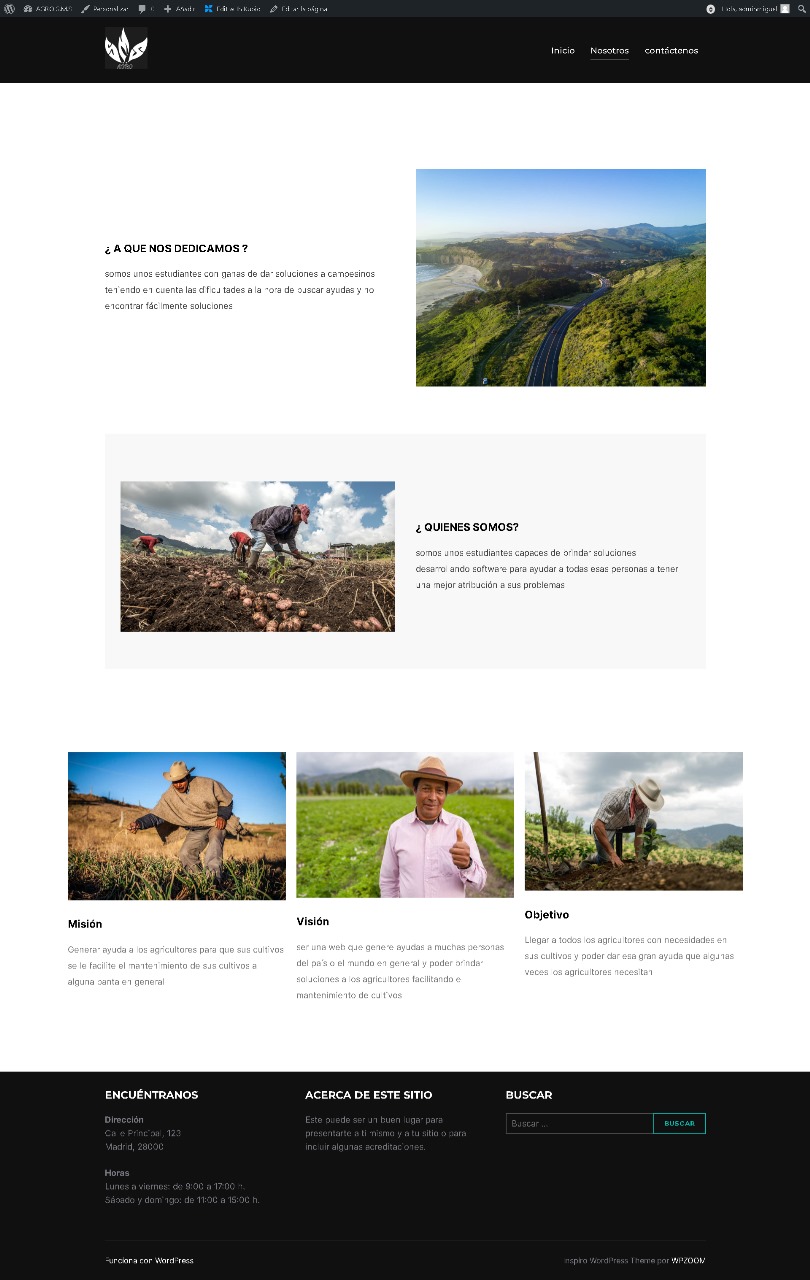 AGRO G.M.S
Personalizar
Añadir
Edit with Kubio
Editar la página
Inicio
Nosotros
contáctenos
¿ A QUE NOS DEDICAMOS ?
somos unos estudiantes con ganas de dar soluciones a campesinos
teniendo en cuenta las dificultades a la hora de buscar ayudas y no
encontrar fácilmente soluciones
¿ QUIENES SOMOS?
somos unos estudiantes capaces de brindar soluciones
desarrollando software para ayudar a todas esas personas a tener
una mejor atribución a sus problemas
Misión
Generar ayuda a los agricultores para que sus cultivos
se le facilite el mantenimiento de sus cultivos a
alguna panta en general
Visión
ser una web que genere ayudas a muchas personas
del país o el mundo en general y poder brindar
soluciones a los agricultores facilitando el
mantenimiento de cultivos
Objetivo
Llegar a todos los agricultores con necesidades en
sus cultivos y poder dar esa gran ayuda que algunas
veces los agricultores necesitan
ENCUÉNTRANOS
Dirección
Calle Principal, 123
Madrid, 28000
Horas
Lunes a viernes: de 9:00 a 17:00 h.
Sábado y domingo: de 11:00 a 15:00 h.
ACERCA DE ESTE SITIO
Este puede ser un buen lugar para
presentarte a ti mismo y a tu sitio o para
incluir algunas acreditaciones.
BUSCAR
Buscar ...
BUSCAR
Funciona con WordPress
Inspiro WordPress Theme por WPZOOM